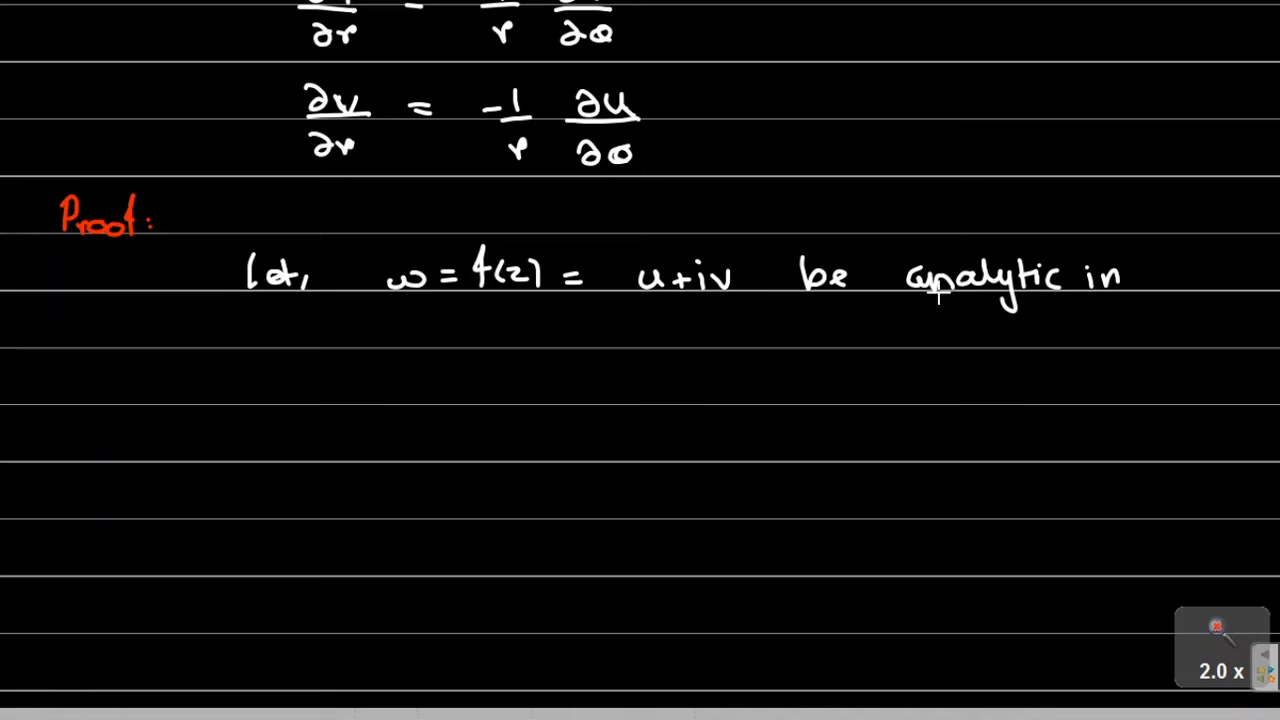 ∂r = r ∂θ
∂v/∂r = -1/r ∂u/∂θ
Proof:
let, w = f(z) = u+iv be analytic in
2.0 x